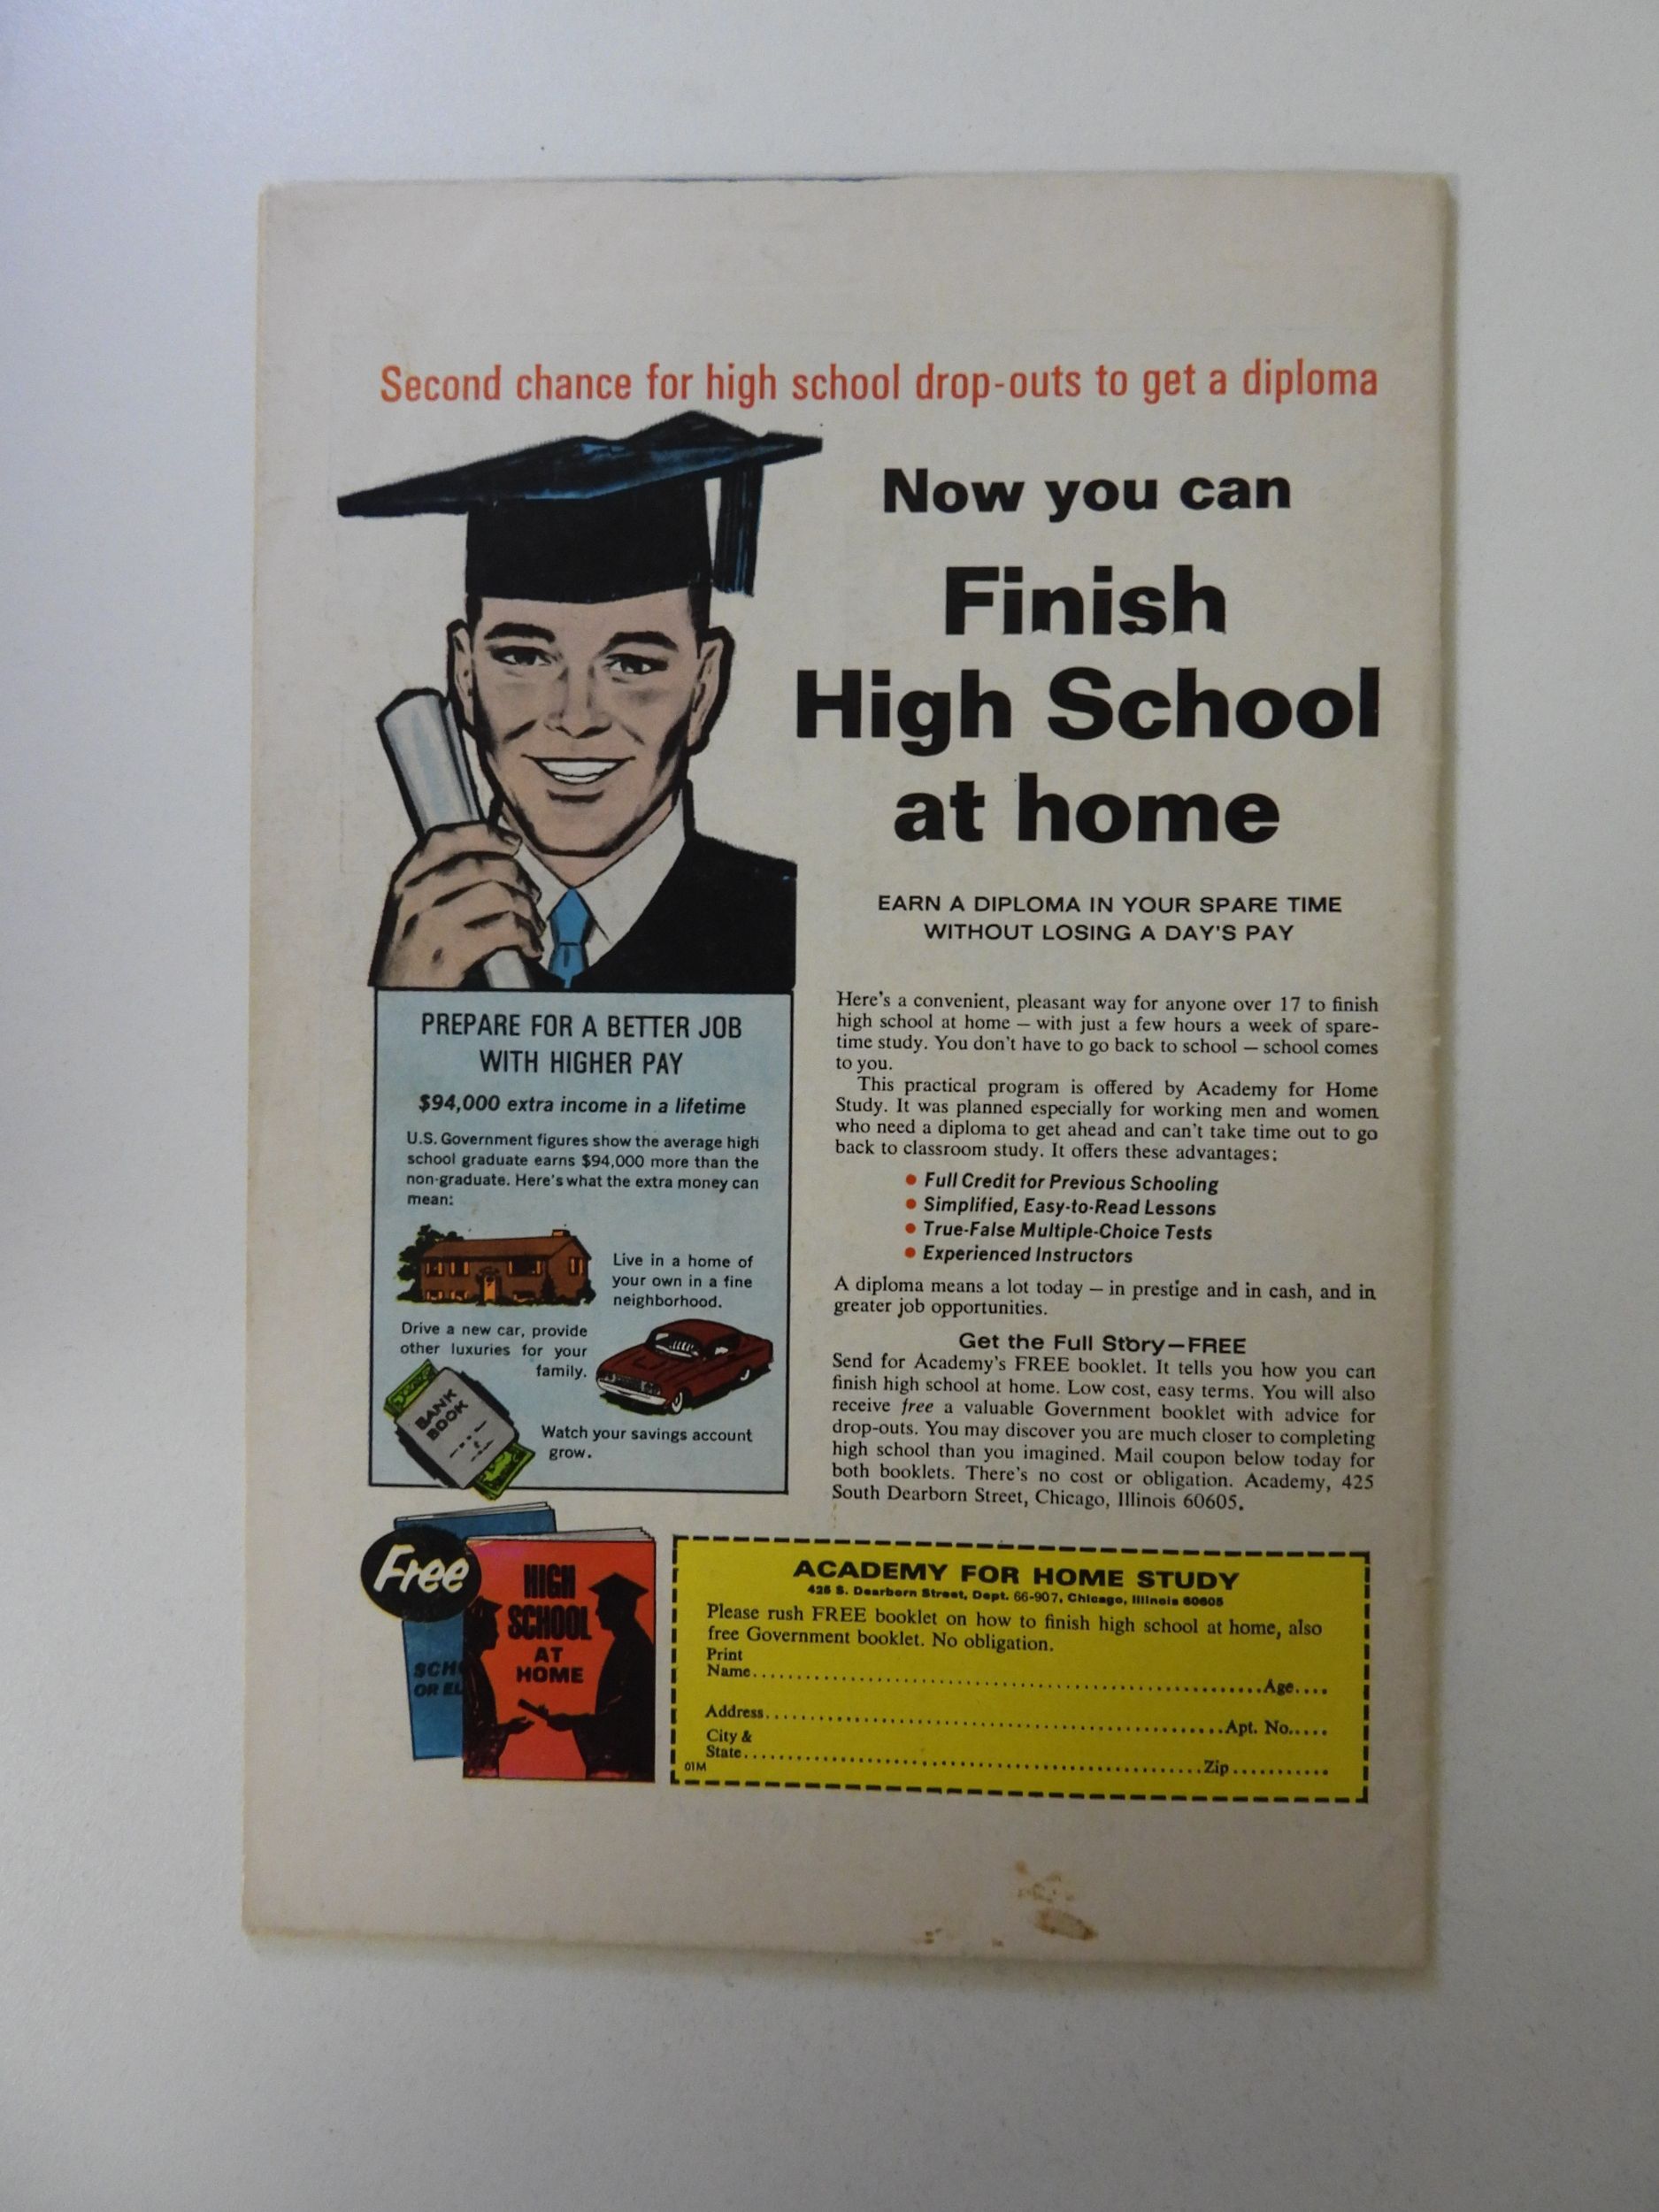 Second chance for high school drop-outs to get a diploma
Now you can
Finish
High School
at home
EARN A DIPLOMA IN YOUR SPARE TIME
WITHOUT LOSING A DAY'S PAY
PREPARE FOR A BETTER JOB
WITH HIGHER PAY
$94,000 extra income in a lifetime
U.S. Government figures show the average high
school graduate earns $94,000 more than the
non-graduate. Here's what the extra money can
mean:
Live in a home of
your own in a fine
neighborhood.
Drive a new car, provide
other luxuries for your
family.
BANK
BOOK
Watch your savings account
grow.
Here's a convenient, pleasant way for anyone over 17 to finish
high school at home — with just a few hours a week of spare-
time study. You don't have to go back to school — school comes
to you.
This practical program is offered by Academy for Home
Study. It was planned especially for working men and women
who need a diploma to get ahead and can't take time out to go
back to classroom study. It offers these advantages:
• Full Credit for Previous Schooling
• Simplified, Easy-to-Read Lessons
• True-False Multiple-Choice Tests
• Experienced Instructors
A diploma means a lot today — in prestige and in cash, and in
greater job opportunities.
Get the Full Story—FREE
Send for Academy's FREE booklet. It tells you how you can
finish high school at home. Low cost, easy terms. You will also
receive free a valuable Government booklet with advice for
drop-outs. You may discover you are much closer to completing
high school than you imagined. Mail coupon below today for
both booklets. There's no cost or obligation. Academy, 425
South Dearborn Street, Chicago, Illinois 60605.
Free
SCH
OR EL
HIGH
SCHOOL
AT
HOME
ACADEMY FOR HOME STUDY
425 S. Dearborn Street, Dept. 66-907, Chicago, Illinois 60605
Please rush FREE booklet on how to finish high school at home, also
free Government booklet. No obligation.
Print
Name..........Age....
Address..........Apt. No.....
City &
State..........Zip..........
01M